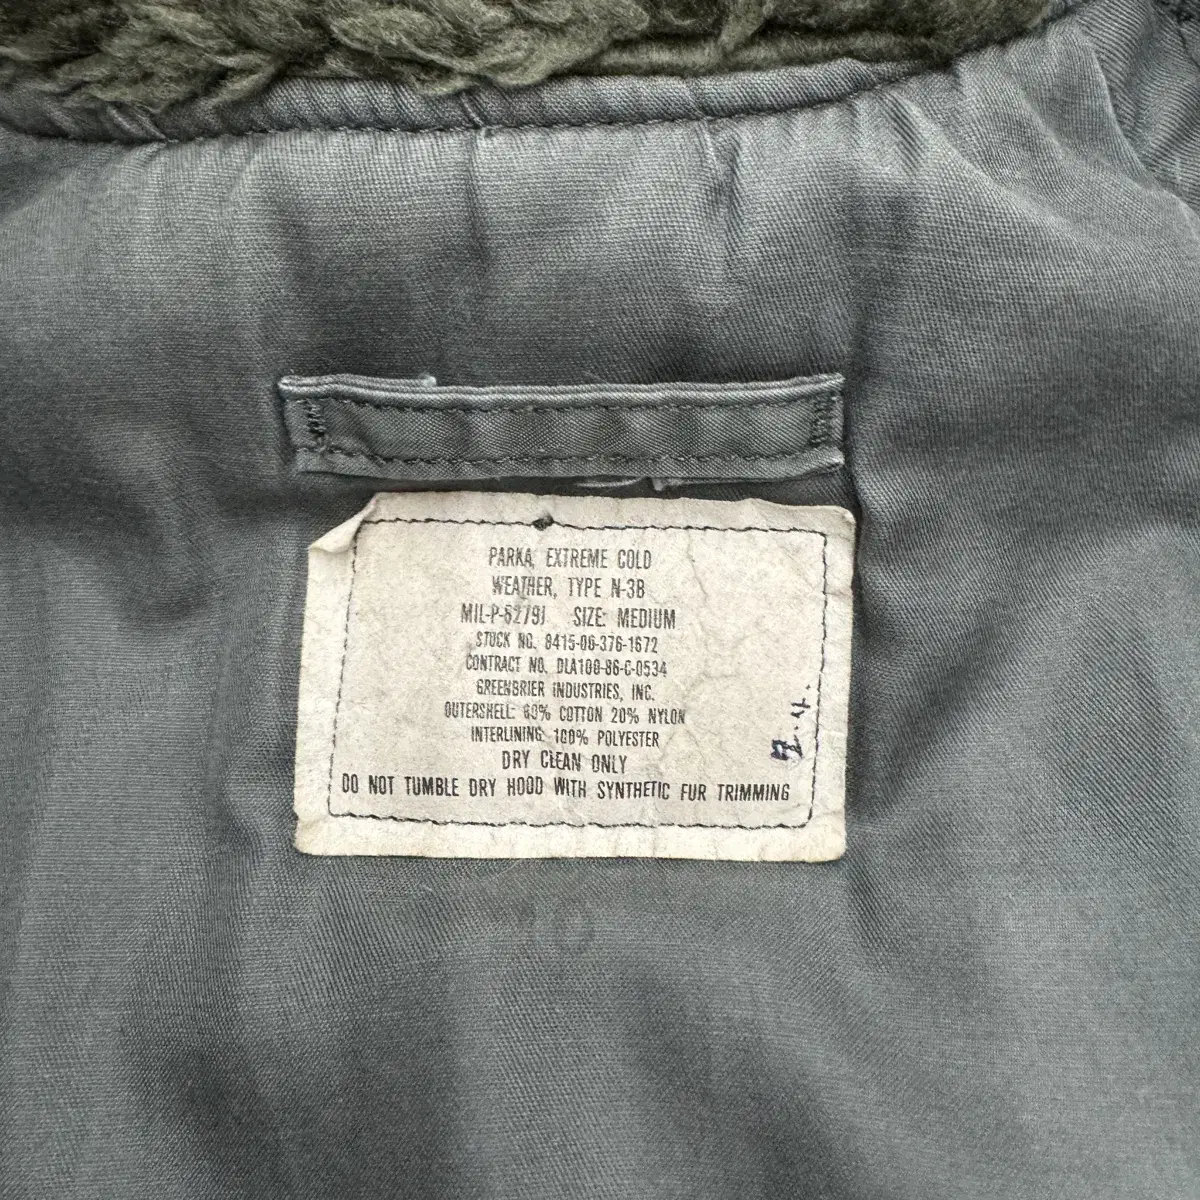 PARKA, EXTREME COLD
WEATHER, TYPE N-3B
MIL-P-6279J SIZE: MEDIUM
STOCK NO. 8415-00-376-1672
CONTRACT NO. DLA100-86-C-0534
GREENBRIER INDUSTRIES, INC.
OUTERSHELL: 80% COTTON 20% NYLON
INTERLINING: 100% POLYESTER
DRY CLEAN ONLY
DO NOT TUMBLE DRY HOOD WITH SYNTHETIC FUR TRIMMING